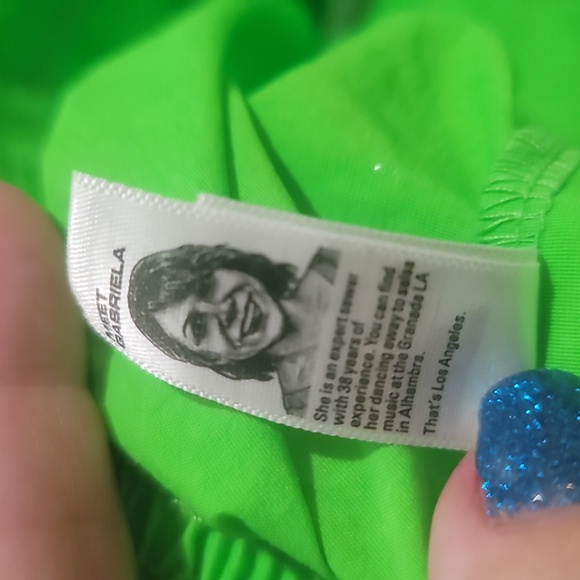 MEET
GABRIELA
She is an expert sewer
with 38 years of
experience. You can find
her dancing away to salsa
music at the Granada LA
in Alhambra.
That's Los Angeles.